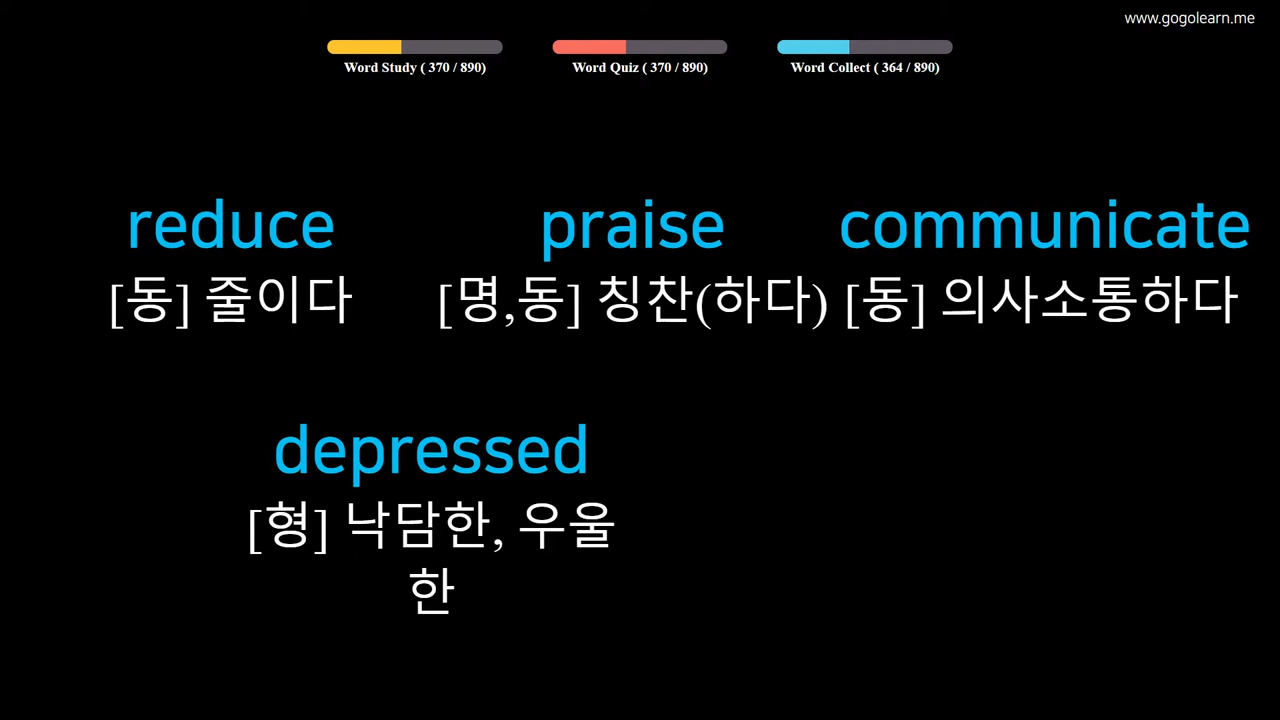 www.gogolearn.me
Word Study ( 370 / 890)
Word Quiz ( 370 / 890)
Word Collect ( 364 / 890)
reduce
[동] 줄이다
praise
[명,동] 칭찬(하다)
communicate
[동] 의사소통하다
depressed
[형] 낙담한, 우울
한